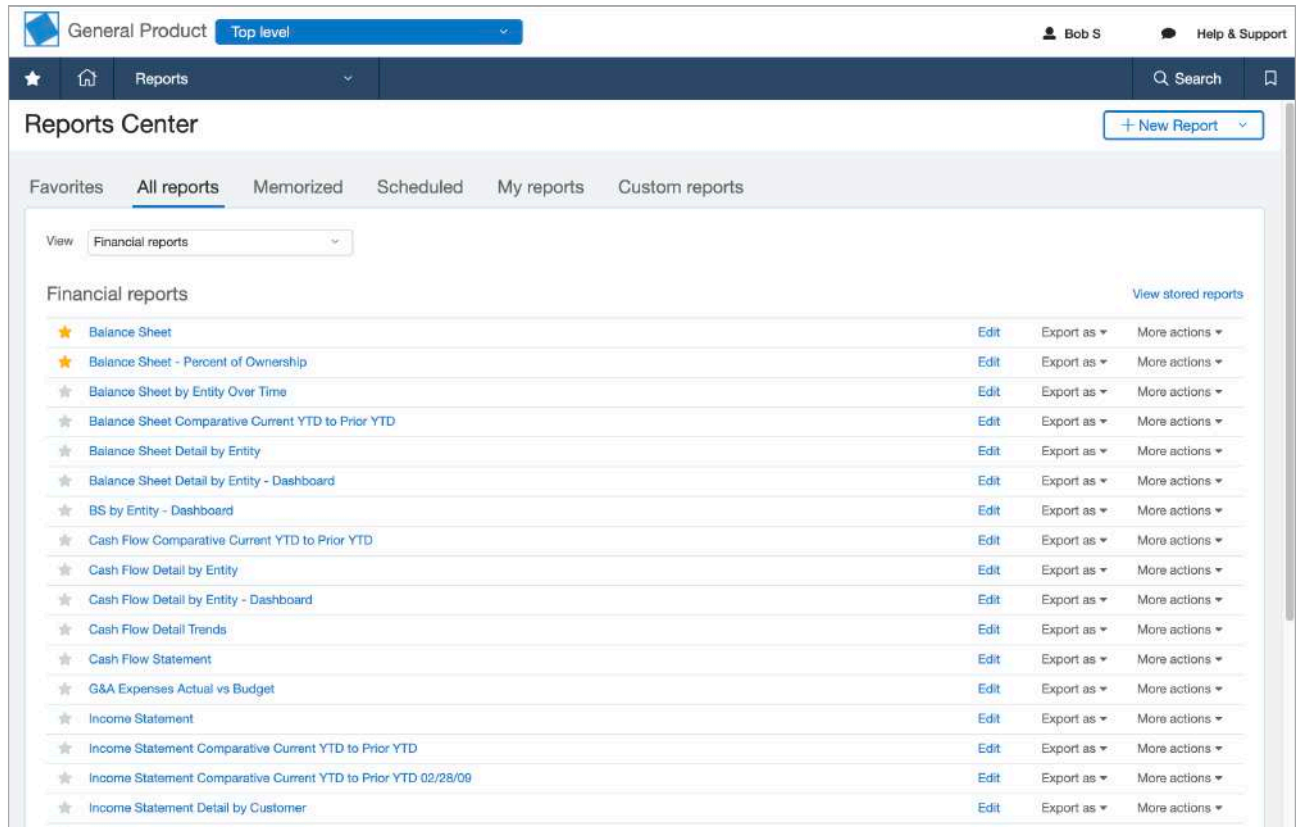 General Product Top level Bob S Help & Support
Reports Search
Reports Center + New Report
Favorites All reports Memorized Scheduled My reports Custom reports
View Financial reports
Financial reports View stored reports
Balance Sheet Edit Export as More actions
Balance Sheet - Percent of Ownership Edit Export as More actions
Balance Sheet by Entity Over Time Edit Export as More actions
Balance Sheet Comparative Current YTD to Prior YTD Edit Export as More actions
Balance Sheet Detail by Entity Edit Export as More actions
Balance Sheet Detail by Entity - Dashboard Edit Export as More actions
BS by Entity - Dashboard Edit Export as More actions
Cash Flow Comparative Current YTD to Prior YTD Edit Export as More actions
Cash Flow Detail by Entity Edit Export as More actions
Cash Flow Detail by Entity - Dashboard Edit Export as More actions
Cash Flow Detail Trends Edit Export as More actions
Cash Flow Statement Edit Export as More actions
G&A Expenses Actual vs Budget Edit Export as More actions
Income Statement Edit Export as More actions
Income Statement Comparative Current YTD to Prior YTD Edit Export as More actions
Income Statement Comparative Current YTD to Prior YTD 02/28/09 Edit Export as More actions
Income Statement Detail by Customer Edit Export as More actions